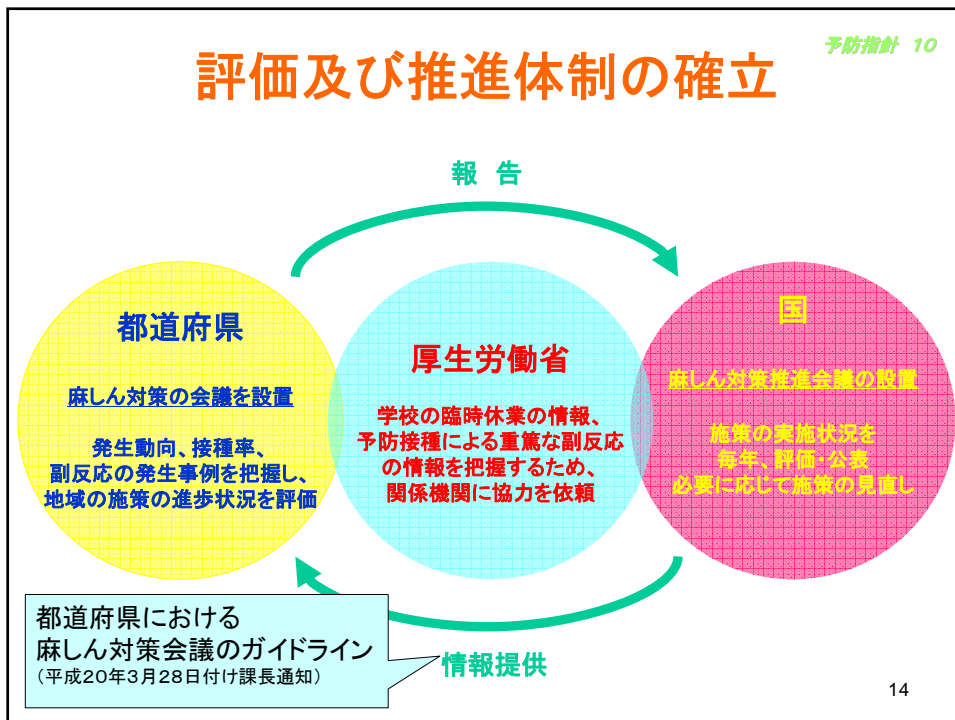 予防指針 10
評価及び推進体制の確立
報 告
都道府県
麻しん対策の会議を設置
発生動向、接種率、
副反応の発生事例を把握し、
地域の施策の進歩状況を評価
厚生労働省
学校の臨時休業の情報、
予防接種による重篤な副反応
の情報を把握するため、
関係機関に協力を依頼
国
麻しん対策推進会議の設置
施策の実施状況を
毎年、評価・公表
必要に応じて施策の見直し
都道府県における
麻しん対策会議のガイドライン
（平成20年3月28日付け課長通知）
情報提供
14